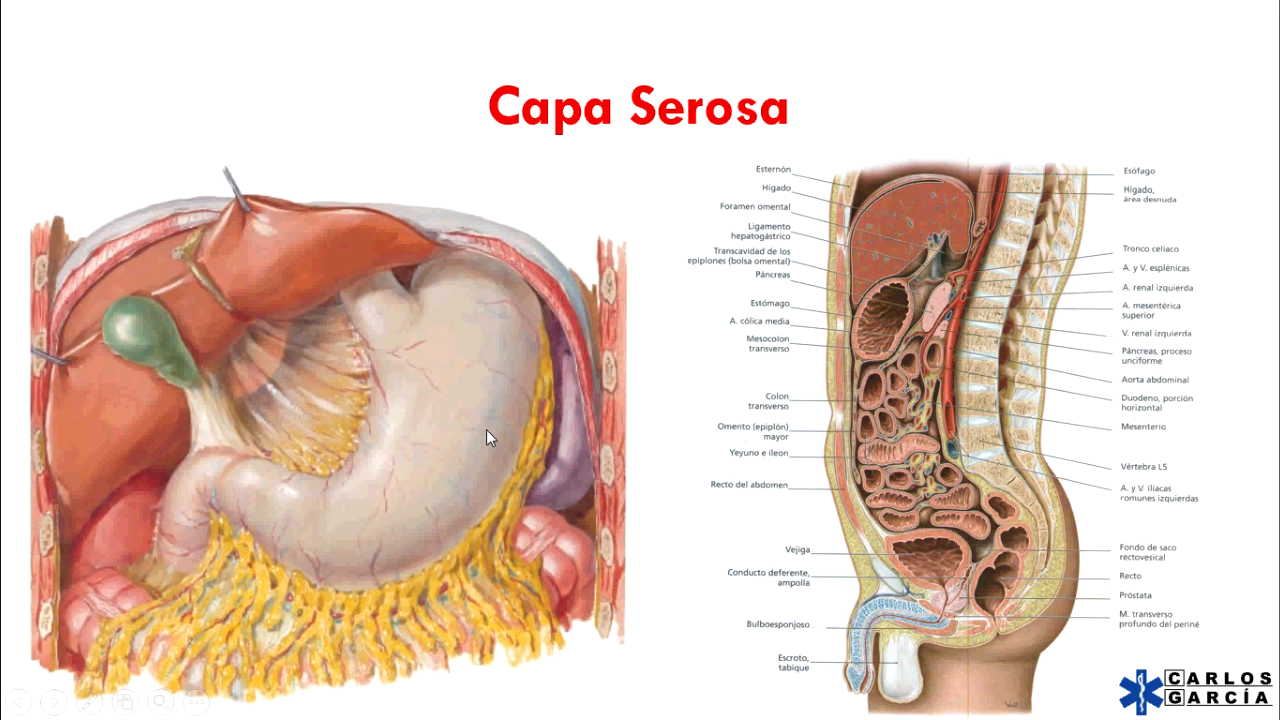 Capa Serosa
Esternón
Hígado
Foramen omental
Ligamento
hepatogástrico
Transcavidad de los
epiplones (bolsa omental)
Páncreas
Estómago
A. cólica media
Mesocolon
transverso
Colon
transverso
Omento (epiplón)
mayor
Yeyuno e íleon
Recto del abdomen
Vejiga
Conducto deferente,
ampolla
Bulboesponjoso
Escroto,
tabique
Esófago
Hígado,
área desnuda
Tronco celíaco
A. y V. esplénicas
A. renal izquierda
A. mesentérica
superior
V. renal izquierda
Páncreas, proceso
unciforme
Aorta abdominal
Duodeno, porción
horizontal
Mesenterio
Vértebra L5
A. y V. ilíacas
comunes izquierdas
Fondo de saco
rectovesical
Recto
Próstata
M. transverso
profundo del periné
CARLOS
GARCÍA